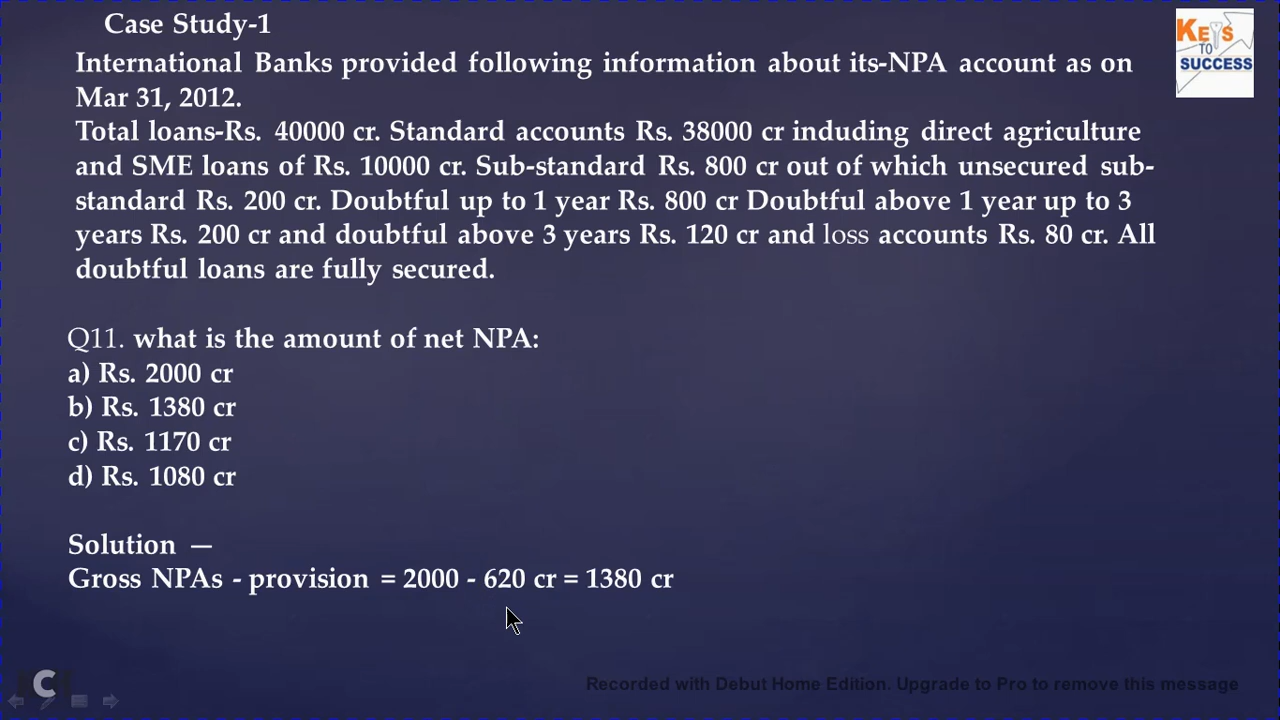 Case Study-1
KEYS
TO
SUCCESS
International Banks provided following information about its-NPA account as on
Mar 31, 2012.
Total loans-Rs. 40000 cr. Standard accounts Rs. 38000 cr induding direct agriculture
and SME loans of Rs. 10000 cr. Sub-standard Rs. 800 cr out of which unsecured sub-
standard Rs. 200 cr. Doubtful up to 1 year Rs. 800 cr Doubtful above 1 year up to 3
years Rs. 200 cr and doubtful above 3 years Rs. 120 cr and loss accounts Rs. 80 cr. All
doubtful loans are fully secured.
Q11. what is the amount of net NPA:
a) Rs. 2000 cr
b) Rs. 1380 cr
c) Rs. 1170 cr
d) Rs. 1080 cr
Solution —
Gross NPAs - provision = 2000 - 620 cr = 1380 cr
C
Recorded with Debut Home Edition. Upgrade to Pro to remove this message